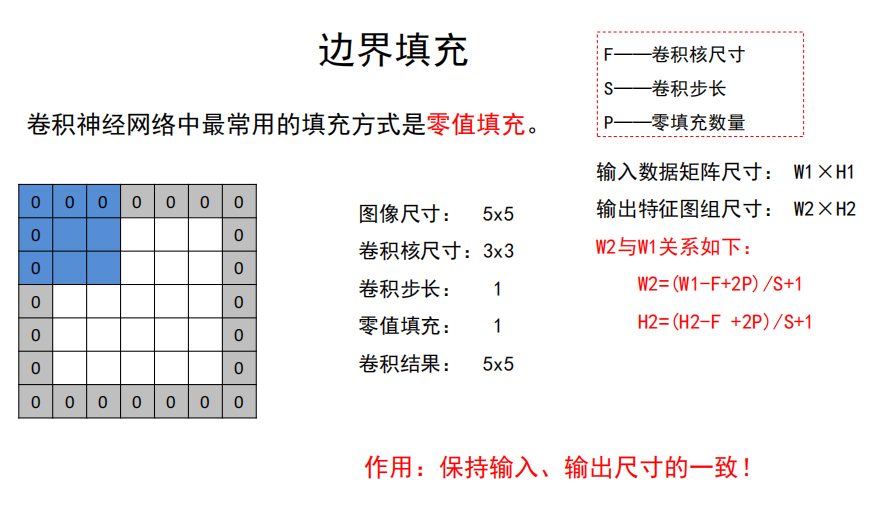 边界填充
F——卷积核尺寸
S——卷积步长
P——零填充数量
卷积神经网络中最常用的填充方式是零值填充。
输入数据矩阵尺寸： W1×H1
输出特征图组尺寸： W2×H2
W2与W1关系如下：
W2=(W1-F+2P)/S+1
H2=(H2-F +2P)/S+1
0 0 0 0 0 0 0
0 0
0 0
0 0
0 0
0 0
0 0 0 0 0 0 0
图像尺寸： 5x5
卷积核尺寸：3x3
卷积步长： 1
零值填充： 1
卷积结果： 5x5
作用：保持输入、输出尺寸的一致！